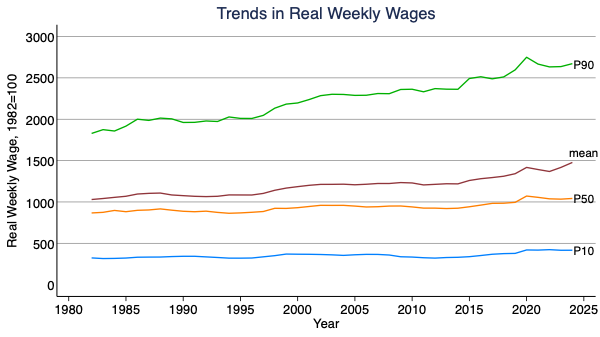 Trends in Real Weekly Wages
Real Weekly Wage, 1982=100
3000
2500
2000
1500
1000
500
0
P90
mean
P50
P10
1980 1985 1990 1995 2000 2005 2010 2015 2020 2025
Year